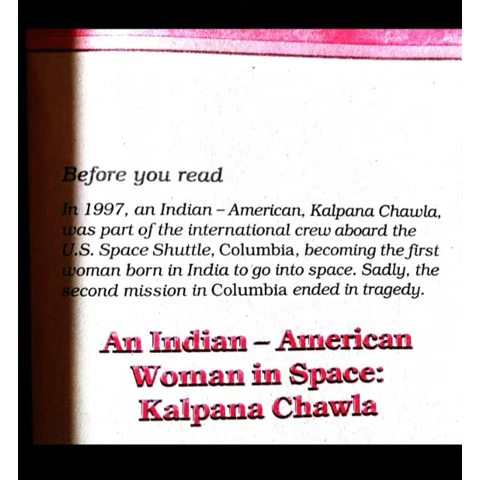 Before you read
In 1997, an Indian – American, Kalpana Chawla,
was part of the international crew aboard the
U.S. Space Shuttle, Columbia, becoming the first
woman born in India to go into space. Sadly, the
second mission in Columbia ended in tragedy.
An Indian – American
Woman in Space:
Kalpana Chawla